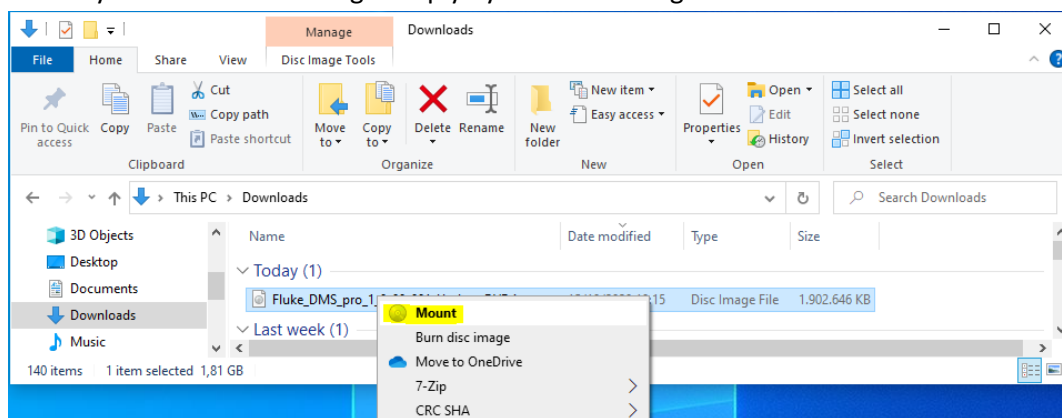 Manage
Downloads
File
Home
Share
View
Disc Image Tools
Pin to Quick access
Copy
Paste
Cut
Copy path
Paste shortcut
Clipboard
Move to
Copy to
Delete
Rename
Organize
New folder
New item
Easy access
New
Properties
Open
Edit
History
Open
Select all
Select none
Invert selection
Select
This PC > Downloads
Search Downloads
3D Objects
Desktop
Documents
Downloads
Music
Name
Date modified
Type
Size
Today (1)
Fluke_DMS_pro_1
Disc Image File
1.902.646 KB
Last week (1)
Mount
Burn disc image
Move to OneDrive
7-Zip
CRC SHA
140 items
1 item selected
1,81 GB